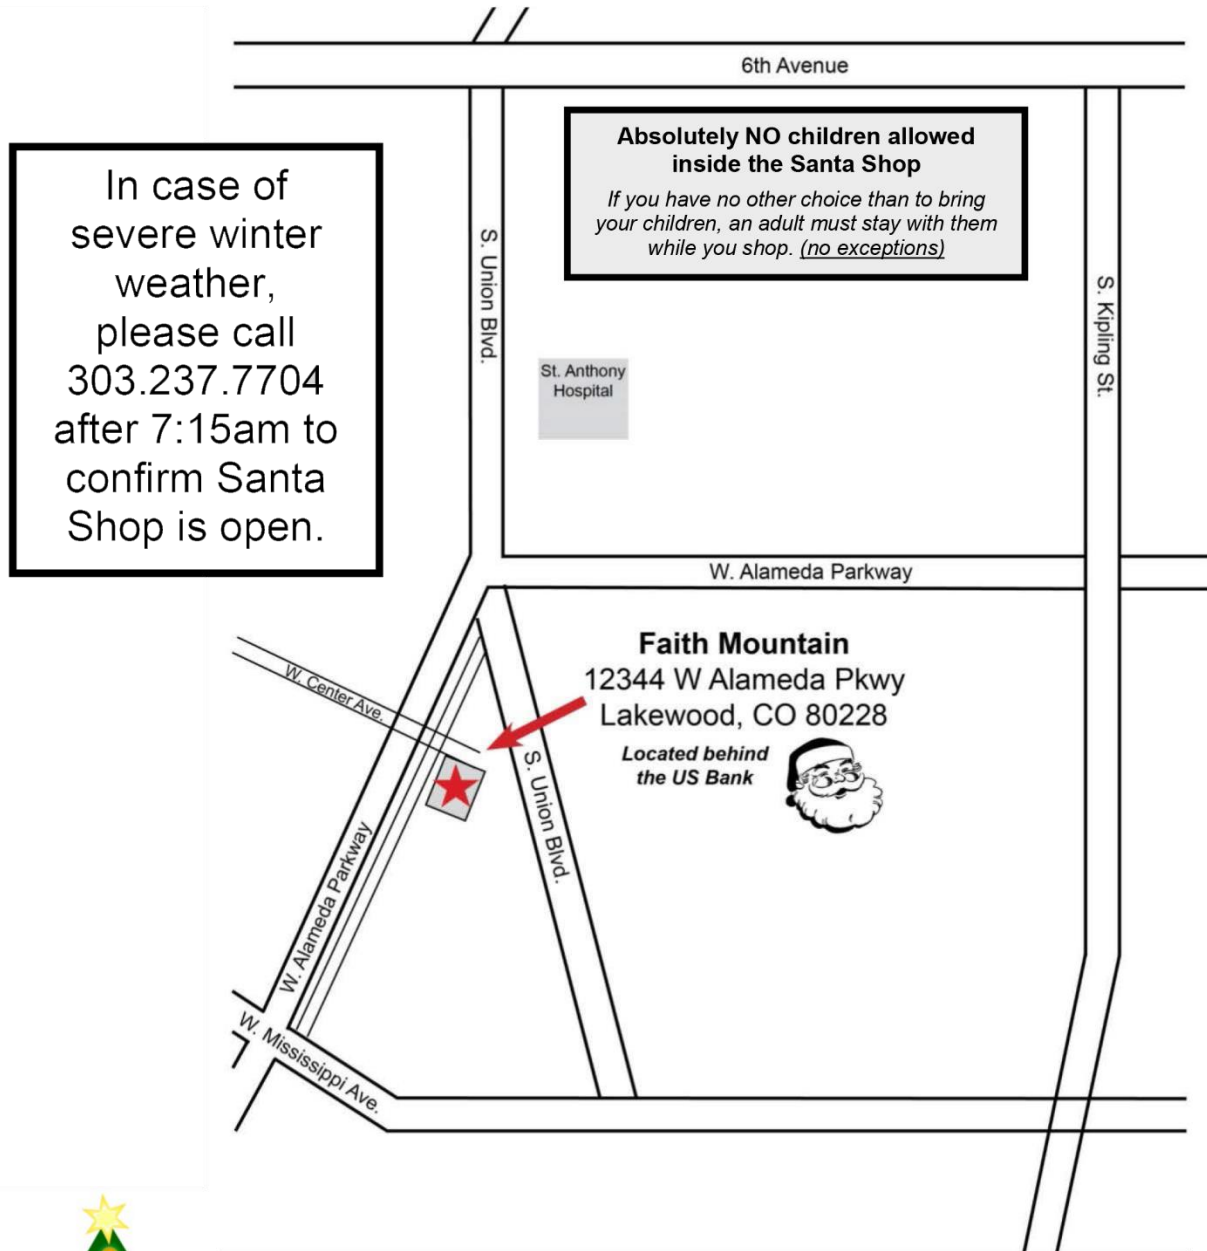 6th Avenue
Absolutely NO children allowed
inside the Santa Shop
If you have no other choice than to bring
your children, an adult must stay with them
while you shop. (no exceptions)
In case of
severe winter
weather,
please call
303.237.7704
after 7:15am to
confirm Santa
Shop is open.
S. Union Blvd.
S. Kipling St.
St. Anthony
Hospital
W. Alameda Parkway
Faith Mountain
12344 W Alameda Pkwy
Lakewood, CO 80228
Located behind
the US Bank
W. Center Ave.
S. Union Blvd.
W. Alameda Parkway
W. Mississippi Ave.